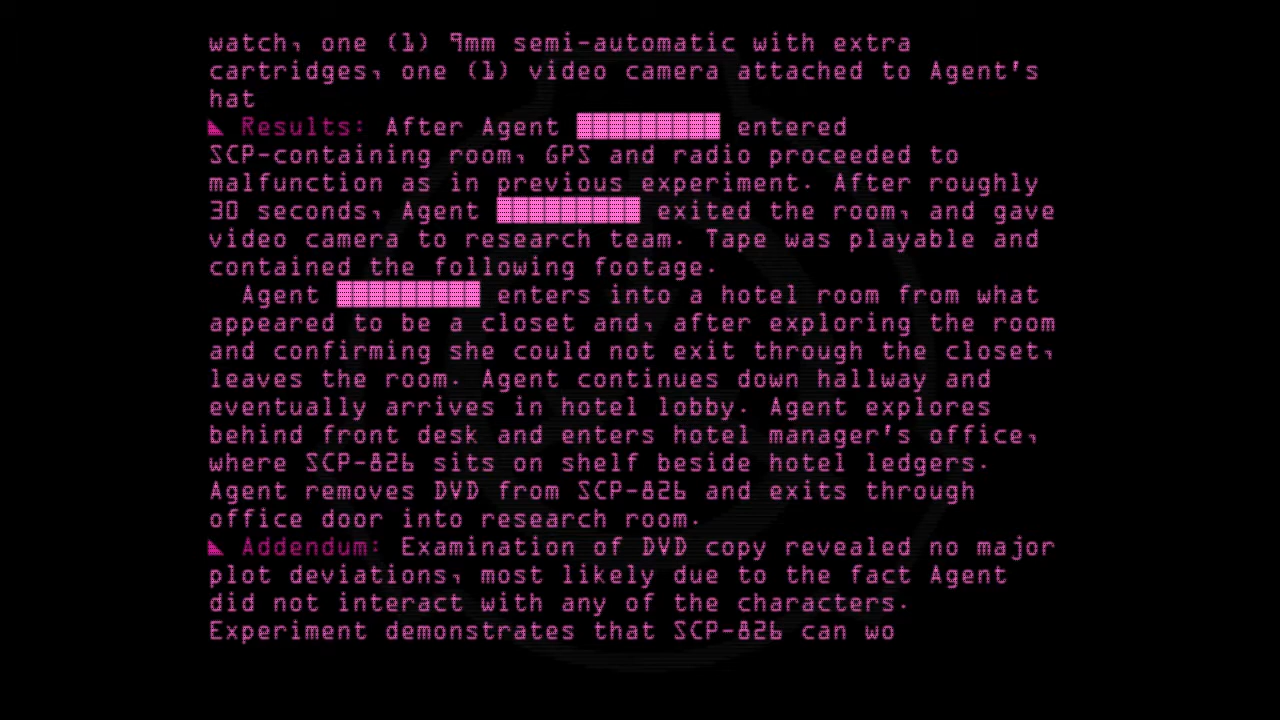 watch, one (1) 9mm semi-automatic with extra
cartridges, one (1) video camera attached to Agent's
hat
Results: After Agent █████████ entered
SCP-containing room, GPS and radio proceeded to
malfunction as in previous experiment. After roughly
30 seconds, Agent █████████ exited the room, and gave
video camera to research team. Tape was playable and
contained the following footage.
Agent █████████ enters into a hotel room from what
appeared to be a closet and, after exploring the room
and confirming she could not exit through the closet,
leaves the room. Agent continues down hallway and
eventually arrives in hotel lobby. Agent explores
behind front desk and enters hotel manager's office,
where SCP-826 sits on shelf beside hotel ledgers.
Agent removes DVD from SCP-826 and exits through
office door into research room.
Addendum: Examination of DVD copy revealed no major
plot deviations, most likely due to the fact Agent
did not interact with any of the characters.
Experiment demonstrates that SCP-826 can wo